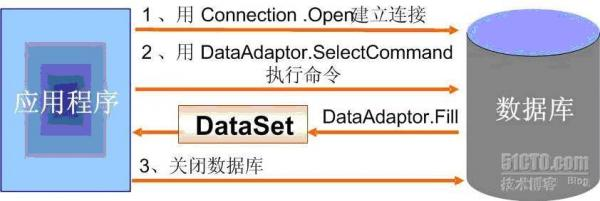 1、用 Connection .Open建立连接
2、用 DataAdaptor.SelectCommand
执行命令
应用程序
DataSet
DataAdaptor.Fill
数据库
3、关闭数据库
51CTO.com
技术博客 Blog